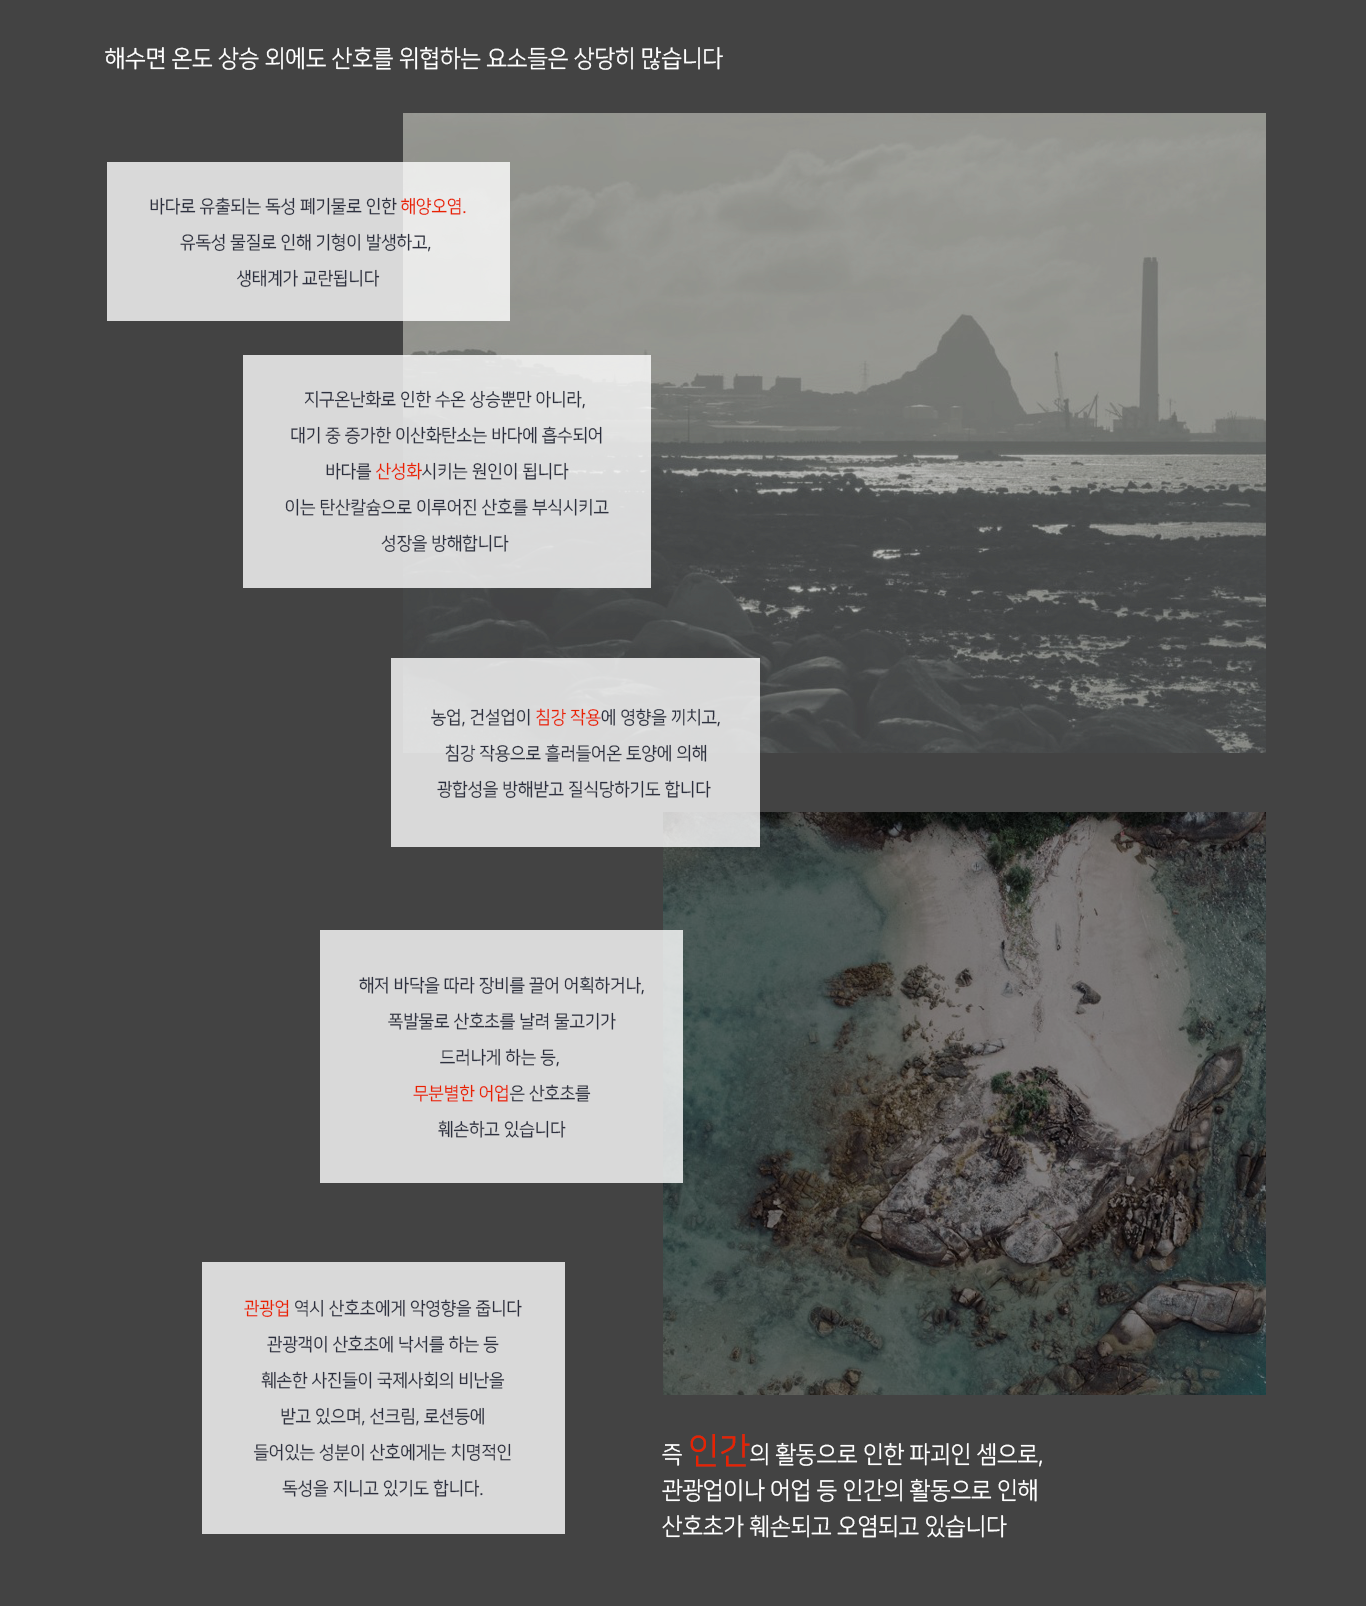 해수면 온도 상승 외에도 산호를 위협하는 요소들은 상당히 많습니다
바다로 유출되는 독성 폐기물로 인한 해양오염.
유독성 물질로 인해 기형이 발생하고,
생태계가 교란됩니다
지구온난화로 인한 수온 상승뿐만 아니라,
대기 중 증가한 이산화탄소는 바다에 흡수되어
바다를 산성화시키는 원인이 됩니다
이는 탄산칼슘으로 이루어진 산호를 부식시키고
성장을 방해합니다
농업, 건설업이 침강 작용에 영향을 끼치고,
침강 작용으로 흘러들어온 토양에 의해
광합성을 방해받고 질식당하기도 합니다
해저 바닥을 따라 장비를 끌어 어획하거나,
폭발물로 산호초를 날려 물고기가
드러나게 하는 등,
무분별한 어업은 산호초를
훼손하고 있습니다
관광업 역시 산호초에게 악영향을 줍니다
관광객이 산호초에 낙서를 하는 등
훼손한 사진들이 국제사회의 비난을
받고 있으며, 선크림, 로션등에
들어있는 성분이 산호에게는 치명적인
독성을 지니고 있기도 합니다.
즉 인간의 활동으로 인한 파괴인 셈으로,
관광업이나 어업 등 인간의 활동으로 인해
산호초가 훼손되고 오염되고 있습니다